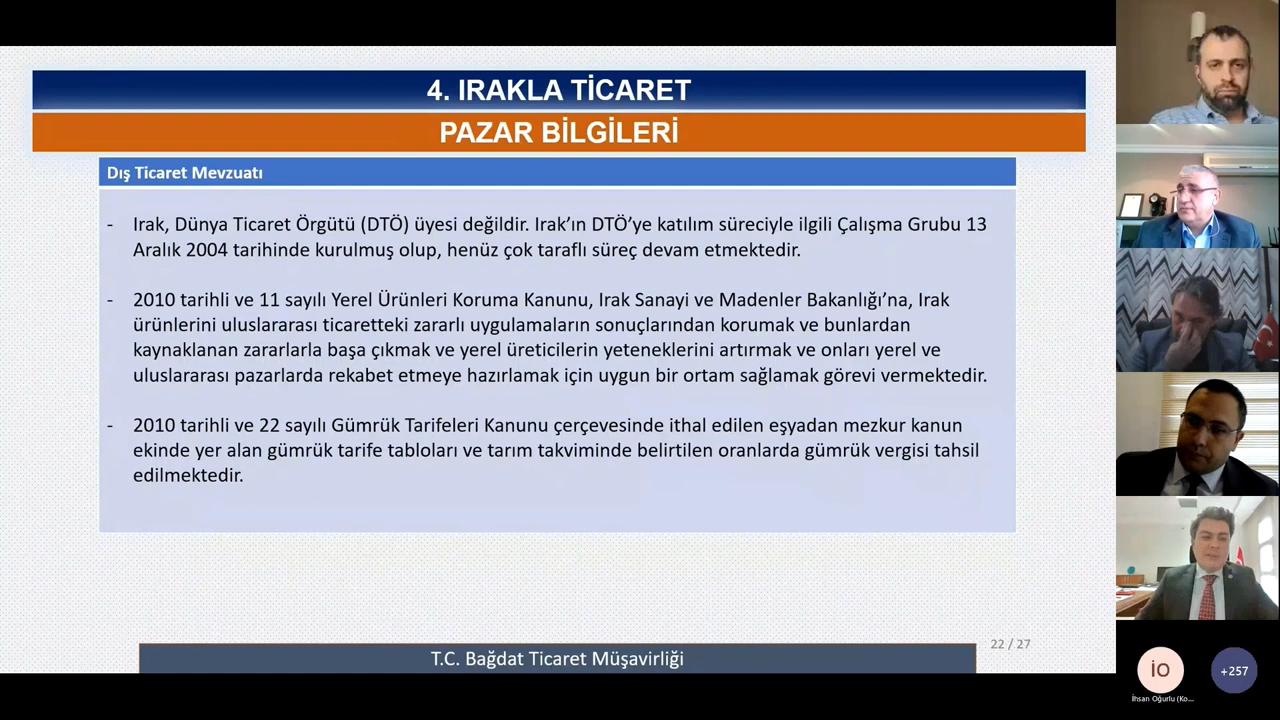 4. IRAKLA TİCARET
PAZAR BİLGİLERİ
Dış Ticaret Mevzuatı
- Irak, Dünya Ticaret Örgütü (DTÖ) üyesi değildir. Irak’ın DTÖ’ye katılım süreciyle ilgili Çalışma Grubu 13
Aralık 2004 tarihinde kurulmuş olup, henüz çok taraflı süreç devam etmektedir.
- 2010 tarihli ve 11 sayılı Yerel Ürünleri Koruma Kanunu, Irak Sanayi ve Madenler Bakanlığı’na, Irak
ürünlerini uluslararası ticaretteki zararlı uygulamaların sonuçlarından korumak ve bunlardan
kaynaklanan zararlarla başa çıkmak ve yerel üreticilerin yeteneklerini artırmak ve onları yerel ve
uluslararası pazarlarda rekabet etmeye hazırlamak için uygun bir ortam sağlamak görevi vermektedir.
- 2010 tarihli ve 22 sayılı Gümrük Tarifeleri Kanunu çerçevesinde ithal edilen eşyadan mezkur kanun
ekinde yer alan gümrük tarife tabloları ve tarım takviminde belirtilen oranlarda gümrük vergisi tahsil
edilmektedir.
22 / 27
T.C. Bağdat Ticaret Müşavirliği
İO
+257
İhsan Oğurlu (Ko...